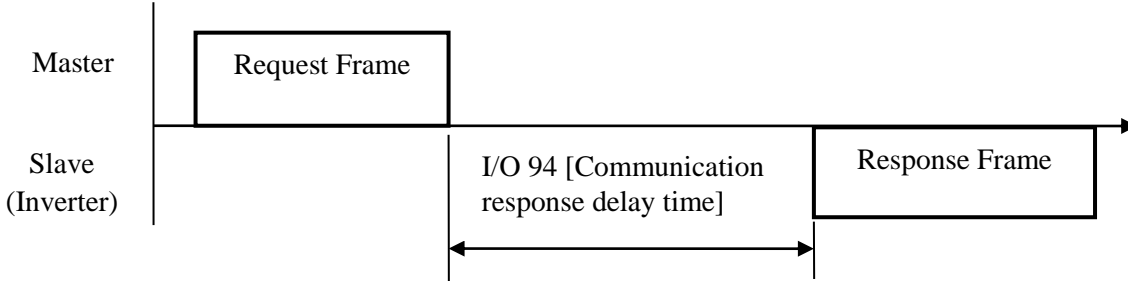 Master
Request Frame
Slave
(Inverter)
I/O 94 [Communication
response delay time]
Response Frame